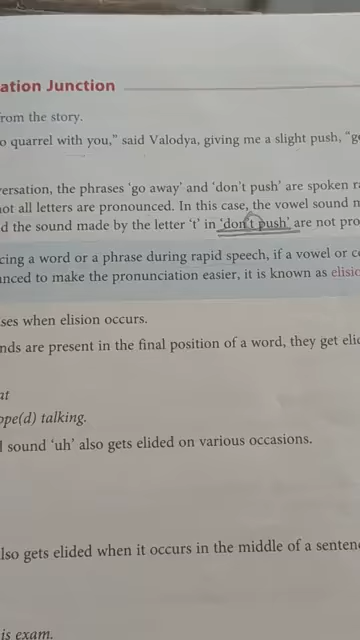 ation Junction
rom the story.
o quarrel with you,” said Valodya, giving me a slight push, “g
ersation, the phrases ‘go away’ and ‘don’t push’ are spoken r
ot all letters are pronounced. In this case, the vowel sound m
d the sound made by the letter ‘t’ in ‘don’t push’ are not pro
cing a word or a phrase during rapid speech, if a vowel or c
anced to make the pronunciation easier, it is known as elisi
ses when elision occurs.
nds are present in the final position of a word, they get eli
at
ope(d) talking.
l sound ‘uh’ also gets elided on various occasions.
lso gets elided when it occurs in the middle of a senten
is exam.